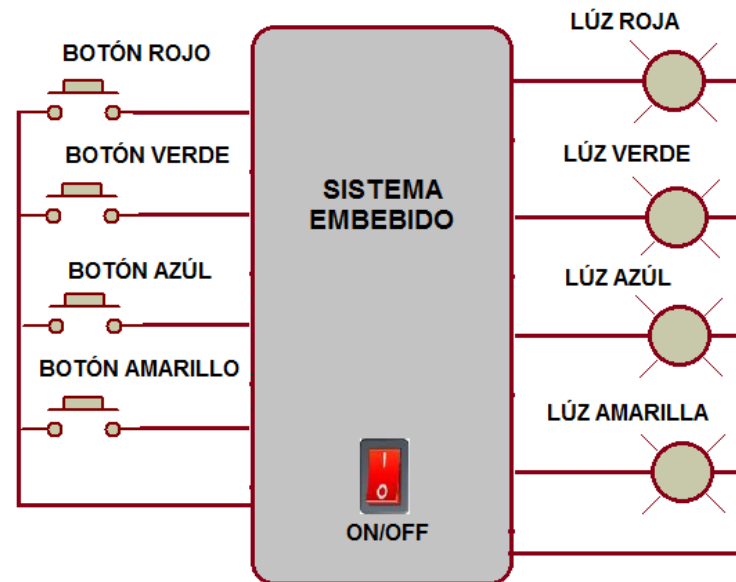 BOTÓN ROJO
BOTÓN VERDE
BOTÓN AZÚL
BOTÓN AMARILLO
SISTEMA
EMBEBIDO
I
O
ON/OFF
LÚZ ROJA
LÚZ VERDE
LÚZ AZÚL
LÚZ AMARILLA